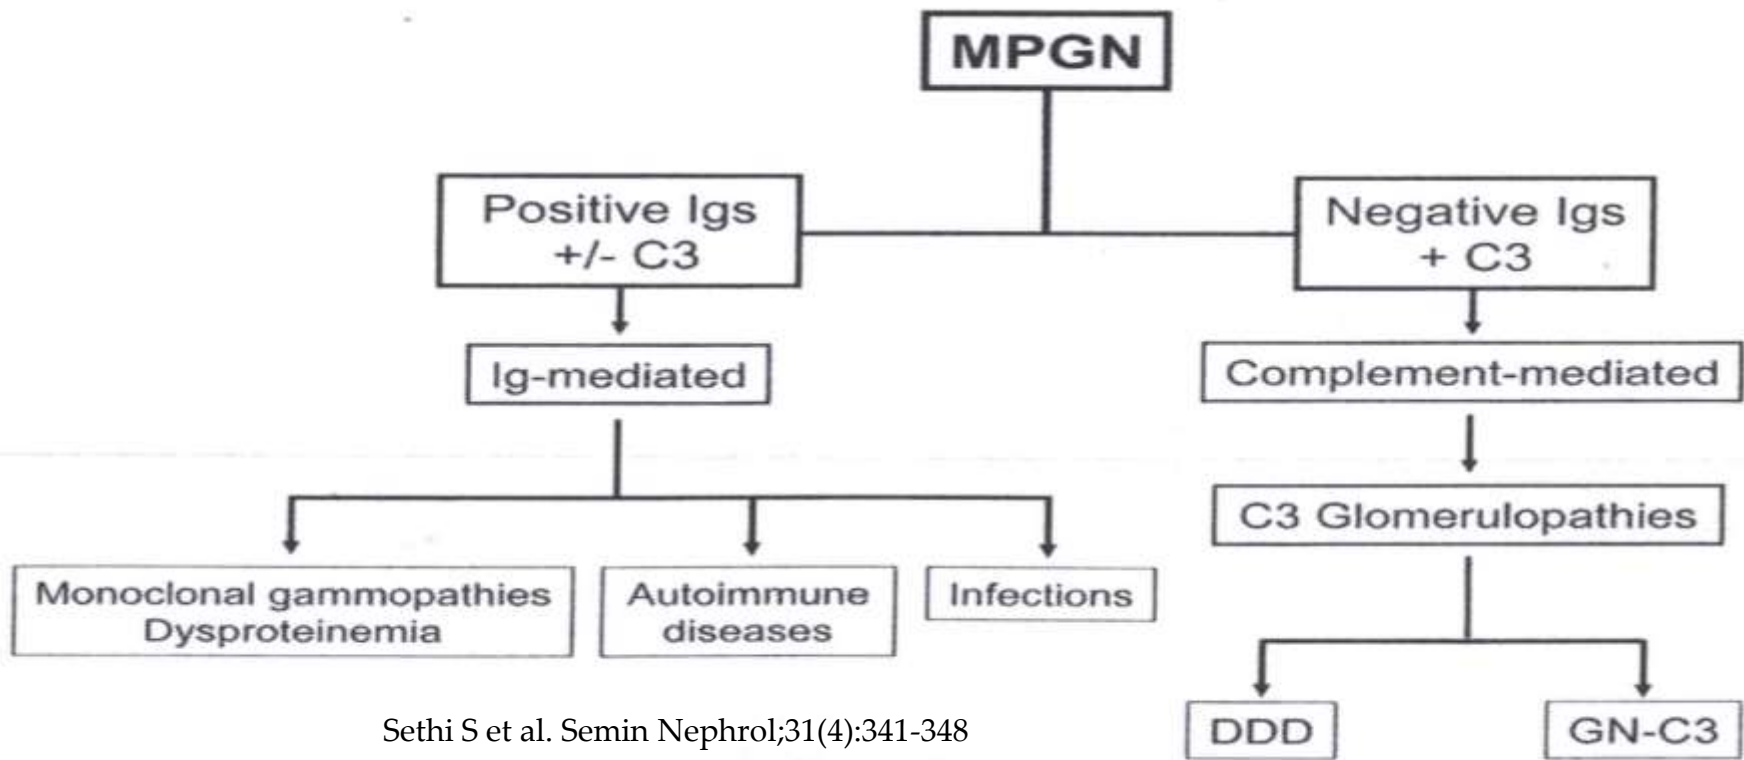 MPGN
Positive Igs
+/- C3
Negative Igs
+ C3
Ig-mediated
Complement-mediated
C3 Glomerulopathies
Monoclonal gammopathies
Dysproteinemia
Autoimmune
diseases
Infections
DDD
GN-C3
Sethi S et al. Semin Nephrol;31(4):341-348